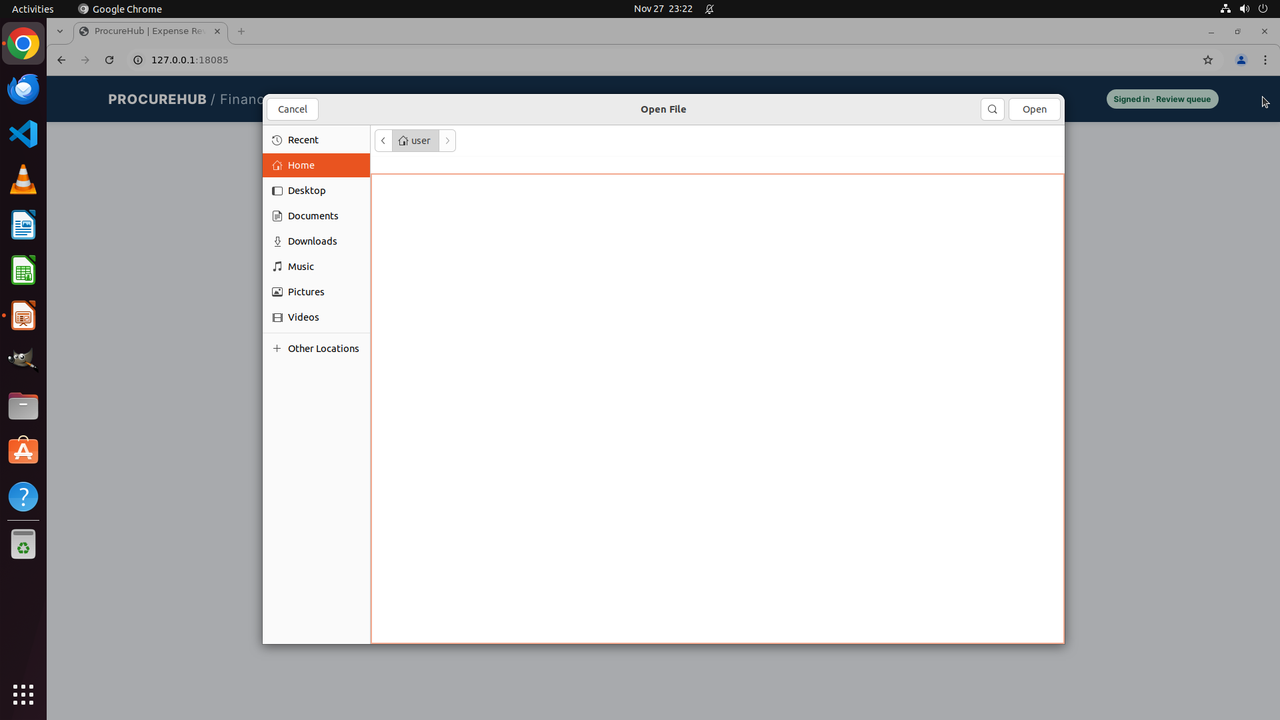 Activities
Google Chrome
Nov 27 23:22
ProcureHub | Expense Re
127.0.0.1:18085
PROCUREHUB / Financ
Signed in · Review queue
Cancel
Open File
Open
Recent
user
Home
Desktop
Documents
Downloads
Music
Pictures
Videos
Other Locations